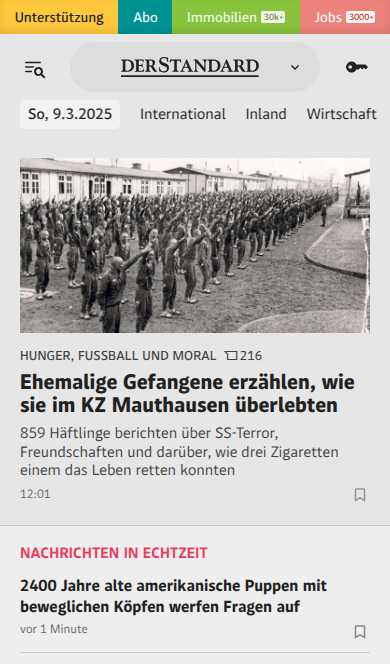 Unterstützung Abo Immobilien 30k+ Jobs 3000+
DERSTANDARD
So, 9.3.2025 International Inland Wirtschaft
HUNGER, FUSSBALL UND MORAL 216
Ehemalige Gefangene erzählen, wie
sie im KZ Mauthausen überlebten
859 Häftlinge berichten über SS-Terror,
Freundschaften und darüber, wie drei Zigaretten
einem das Leben retten konnten
12:01
NACHRICHTEN IN ECHTZEIT
2400 Jahre alte amerikanische Puppen mit
beweglichen Köpfen werfen Fragen auf
vor 1 Minute